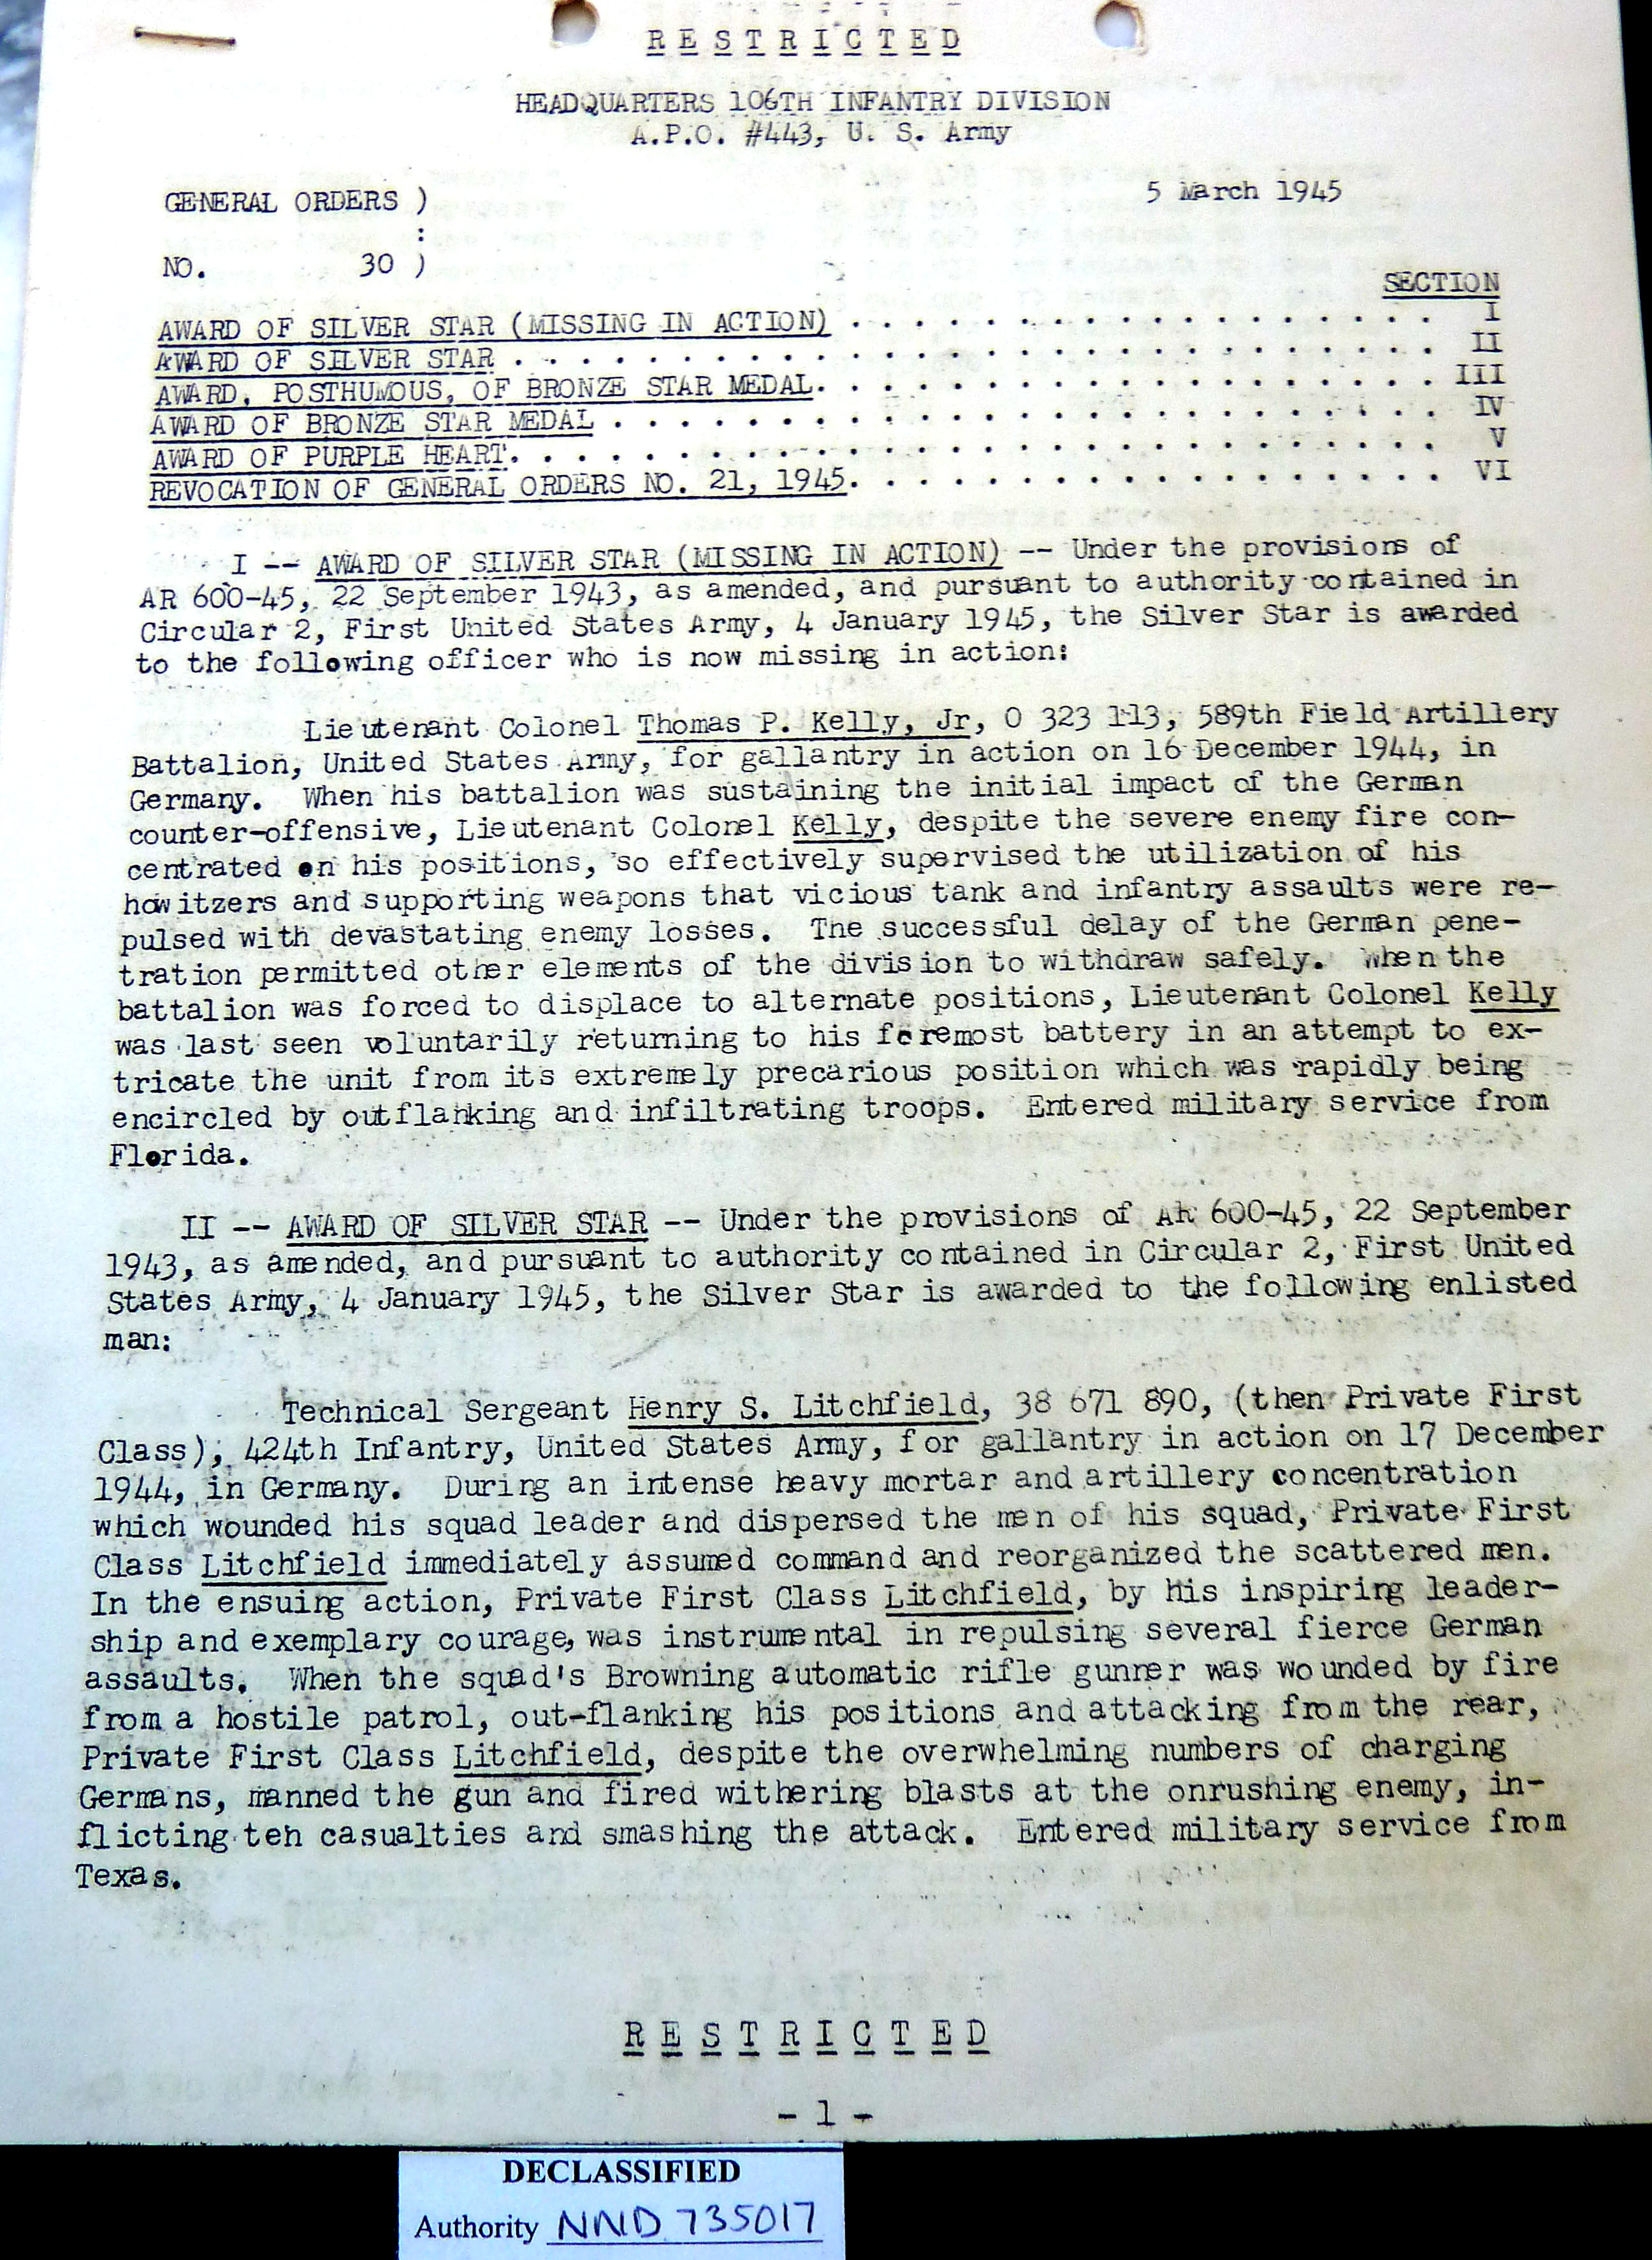 R E S T R I C T E D
HEADQUARTERS 106TH INFANTRY DIVISION
A.P.O. #443, U. S. Army
GENERAL ORDERS )
5 March 1945
:
NO. 30 )
SECTION
AWARD OF SILVER STAR (MISSING IN ACTION) . . . . . . . . . . . . . . . . . . I
AWARD OF SILVER STAR . . . . . . . . . . . . . . . . . . . . . . . . . . . . II
AWARD, POSTHUMOUS, OF BRONZE STAR MEDAL. . . . . . . . . . . . . . . . . . . III
AWARD OF BRONZE STAR MEDAL . . . . . . . . . . . . . . . . . . . . . . . . . IV
AWARD OF PURPLE HEART. . . . . . . . . . . . . . . . . . . . . . . . . . . . V
REVOCATION OF GENERAL ORDERS NO. 21, 1945. . . . . . . . . . . . . . . . . . VI
I -- AWARD OF SILVER STAR (MISSING IN ACTION) -- Under the provisions of
AR 600-45, 22 September 1943, as amended, and pursuant to authority contained in
Circular 2, First United States Army, 4 January 1945, the Silver Star is awarded
to the following officer who is now missing in action:
Lieutenant Colonel Thomas P. Kelly, Jr, O 323 113, 589th Field Artillery
Battalion, United States Army, for gallantry in action on 16 December 1944, in
Germany. When his battalion was sustaining the initial impact of the German
counter-offensive, Lieutenant Colonel Kelly, despite the severe enemy fire con-
centrated on his positions, so effectively supervised the utilization of his
howitzers and supporting weapons that vicious tank and infantry assaults were re-
pulsed with devastating enemy losses. The successful delay of the German pene-
tration permitted other elements of the division to withdraw safely. When the
battalion was forced to displace to alternate positions, Lieutenant Colonel Kelly
was last seen voluntarily returning to his foremost battery in an attempt to ex-
tricate the unit from its extremely precarious position which was rapidly being
encircled by outflanking and infiltrating troops. Entered military service from
Florida.
II -- AWARD OF SILVER STAR -- Under the provisions of AR 600-45, 22 September
1943, as amended, and pursuant to authority contained in Circular 2, First United
States Army, 4 January 1945, the Silver Star is awarded to the following enlisted
man:
Technical Sergeant Henry S. Litchfield, 38 671 890, (then Private First
Class), 424th Infantry, United States Army, for gallantry in action on 17 December
1944, in Germany. During an intense heavy mortar and artillery concentration
which wounded his squad leader and dispersed the men of his squad, Private First
Class Litchfield immediately assumed command and reorganized the scattered men.
In the ensuing action, Private First Class Litchfield, by his inspiring leader-
ship and exemplary courage, was instrumental in repulsing several fierce German
assaults. When the squad's Browning automatic rifle gunner was wounded by fire
from a hostile patrol, out-flanking his positions and attacking from the rear,
Private First Class Litchfield, despite the overwhelming numbers of charging
Germans, manned the gun and fired withering blasts at the onrushing enemy, in-
flicting ten casualties and smashing the attack. Entered military service from
Texas.
R E S T R I C T E D
- 1 -
DECLASSIFIED
Authority NND 735017